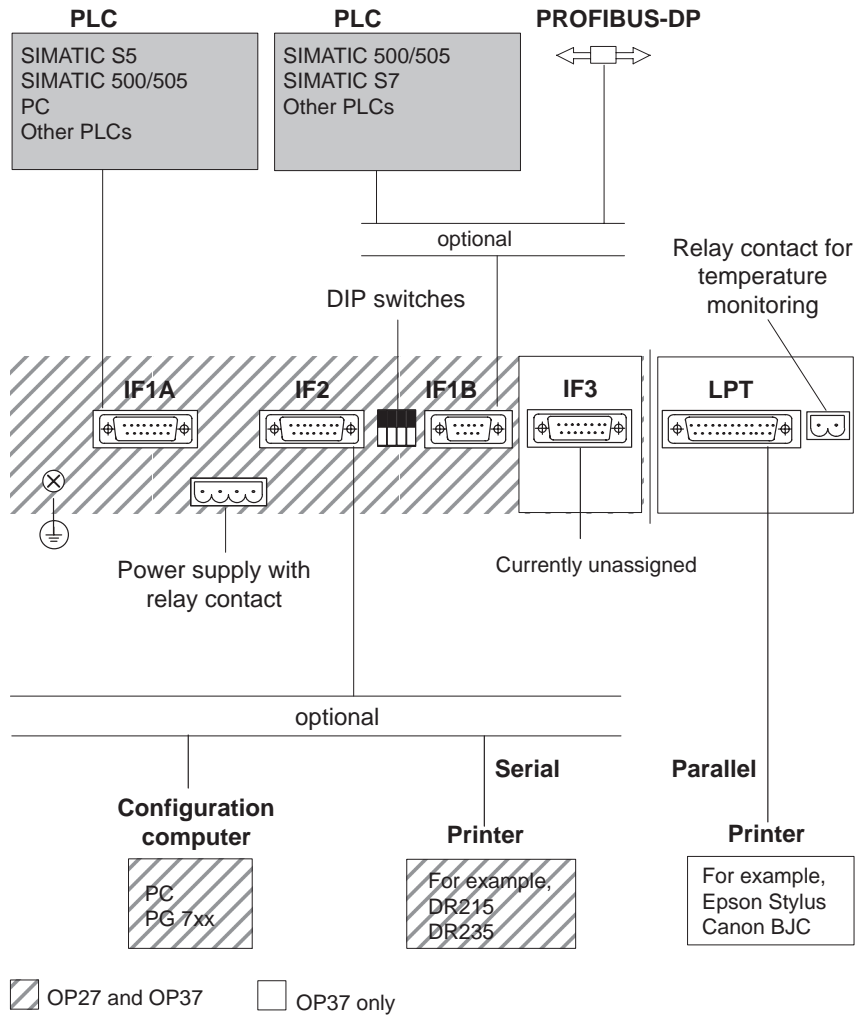 PLC
SIMATIC S5
SIMATIC 500/505
PC
Other PLCs
PLC
SIMATIC 500/505
SIMATIC S7
Other PLCs
PROFIBUS-DP
optional
Relay contact for
temperature
monitoring
DIP switches
IF1A
IF2
IF1B
IF3
LPT
Power supply with
relay contact
Currently unassigned
optional
Serial
Parallel
Configuration
computer
PC
PG 7xx
Printer
For example,
DR215
DR235
Printer
For example,
Epson Stylus
Canon BJC
OP27 and OP37
OP37 only